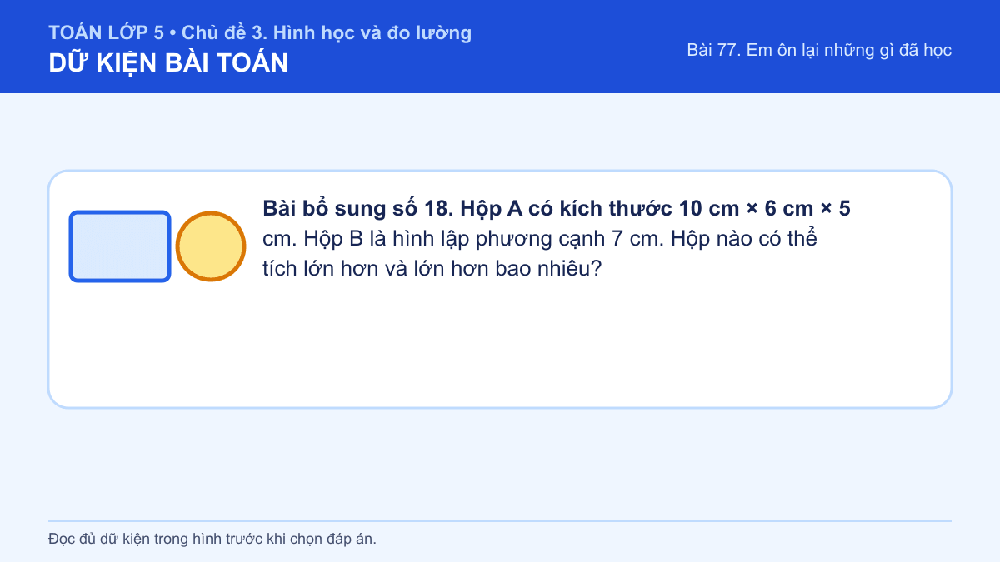 TOÁN LỚP 5 • Chủ đề 3. Hình học và đo lường
DỮ KIỆN BÀI TOÁN
Bài 77. Em ôn lại những gì đã học
Bài bổ sung số 18. Hộp A có kích thước 10 cm × 6 cm × 5
cm. Hộp B là hình lập phương cạnh 7 cm. Hộp nào có thể
tích lớn hơn và lớn hơn bao nhiêu?
Đọc đủ dữ kiện trong hình trước khi chọn đáp án.